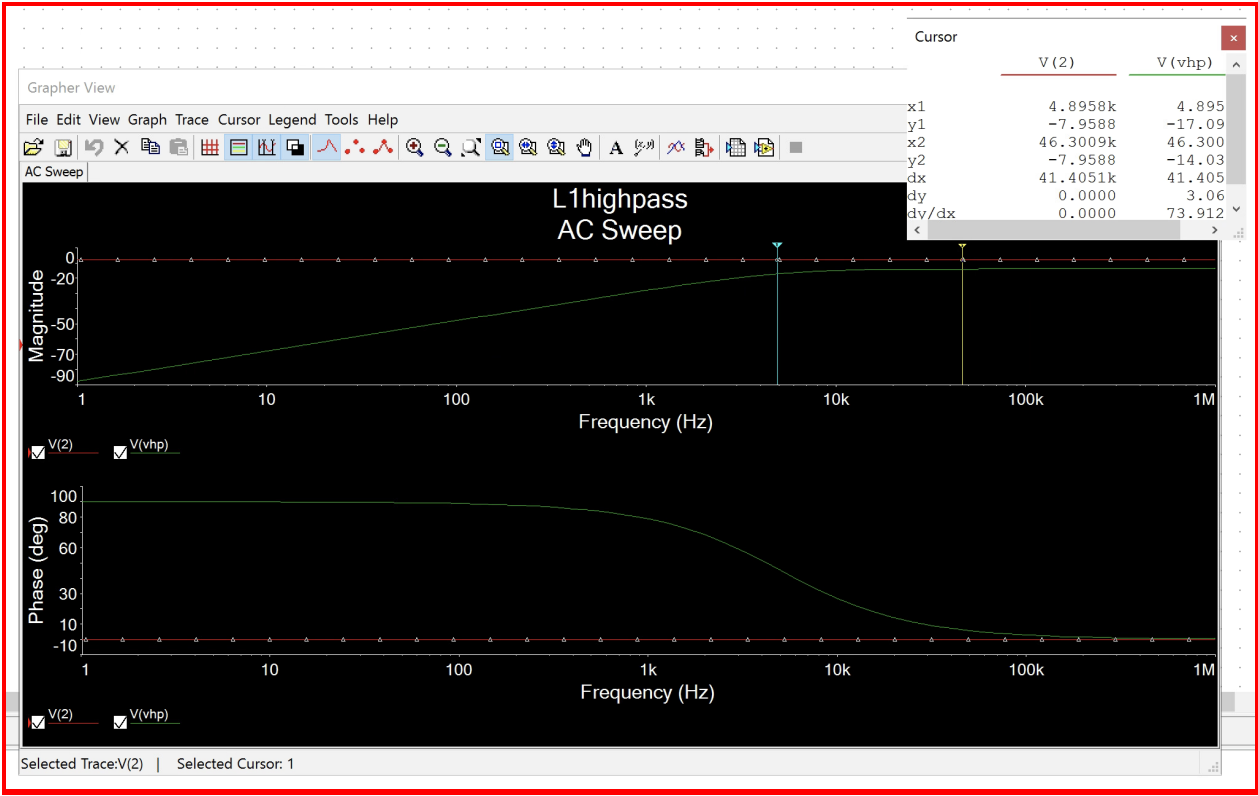 Cursor
V(2) V(vhp)
x1 4.8958k 4.895
y1 -7.9588 -17.09
x2 46.3009k 46.300
y2 -7.9588 -14.03
dx 41.4051k 41.405
dy 0.0000 3.06
dy/dx 0.0000 73.912
Grapher View
File Edit View Graph Trace Cursor Legend Tools Help
A (x,y)
AC Sweep
L1highpass
AC Sweep
Magnitude
0
-20
-50
-70
-90
1 10 100 1k 10k 100k 1M
Frequency (Hz)
V(2) V(vhp)
Phase (deg)
100
80
60
30
10
-10
1 10 100 1k 10k 100k 1M
Frequency (Hz)
V(2) V(vhp)
Selected Trace:V(2) | Selected Cursor: 1